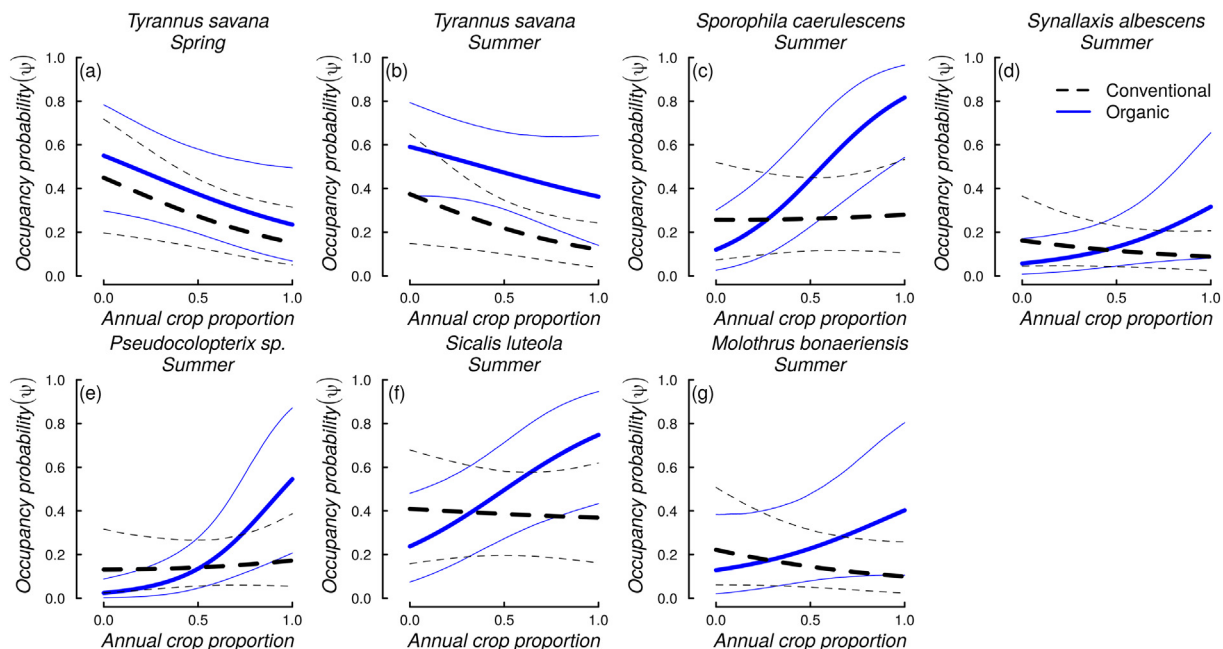 Tyrannus savana
Spring
Tyrannus savana
Summer
Sporophila caerulescens
Summer
Synallaxis albescens
Summer
(a)
(b)
(c)
(d)
Conventional
Organic
Occupancy probability(ψ)
1.0
0.8
0.6
0.4
0.2
0.0
0.0 0.5 1.0
Annual crop proportion
Occupancy probability(ψ)
1.0
0.8
0.6
0.4
0.2
0.0
0.0 0.5 1.0
Annual crop proportion
Occupancy probability(ψ)
1.0
0.8
0.6
0.4
0.2
0.0
0.0 0.5 1.0
Annual crop proportion
Occupancy probability(ψ)
1.0
0.8
0.6
0.4
0.2
0.0
0.0 0.5 1.0
Annual crop proportion
Pseudocolopterix sp.
Summer
Sicalis luteola
Summer
Molothrus bonaeriensis
Summer
(e)
(f)
(g)
Occupancy probability(ψ)
1.0
0.8
0.6
0.4
0.2
0.0
0.0 0.5 1.0
Annual crop proportion
Occupancy probability(ψ)
1.0
0.8
0.6
0.4
0.2
0.0
0.0 0.5 1.0
Annual crop proportion
Occupancy probability(ψ)
1.0
0.8
0.6
0.4
0.2
0.0
0.0 0.5 1.0
Annual crop proportion